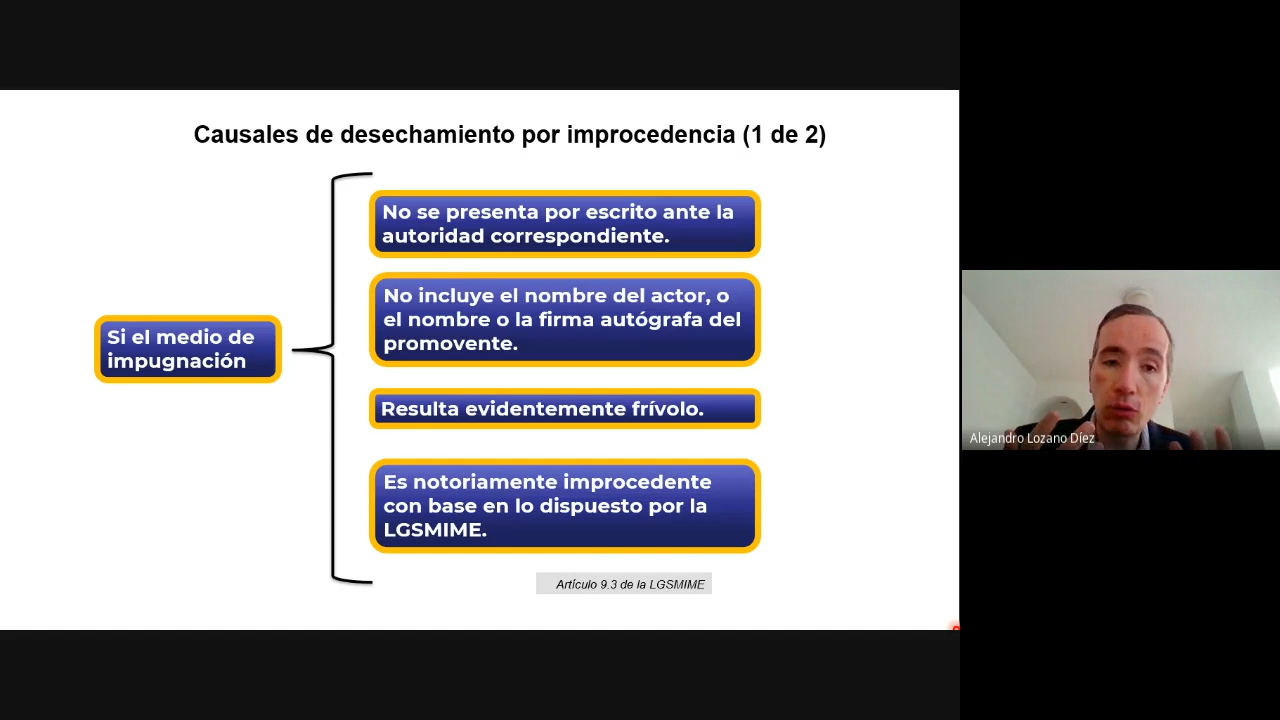 Causales de desechamiento por improcedencia (1 de 2)
Si el medio de
impugnación
No se presenta por escrito ante la
autoridad correspondiente.
No incluye el nombre del actor, o
el nombre o la firma autógrafa del
promovente.
Resulta evidentemente frívolo.
Es notoriamente improcedente
con base en lo dispuesto por la
LGSMIME.
Artículo 9.3 de la LGSMIME
Alejandro Lozano Díez